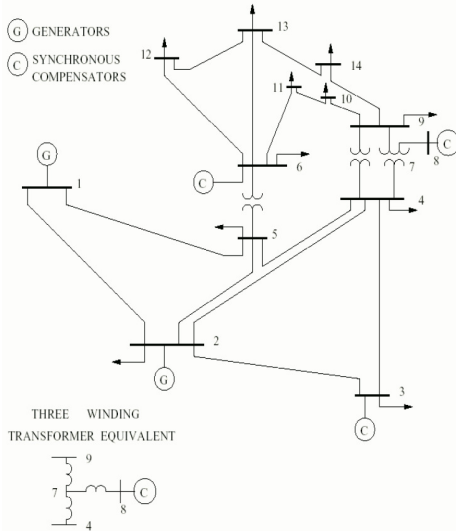 G GENERATORS
C SYNCHRONOUS
COMPENSATORS
13
12
14
11
10
9
C
8
7
G
1
C
6
4
5
2
G
3
C
THREE WINDING
TRANSFORMER EQUIVALENT
9
7
C
8
4